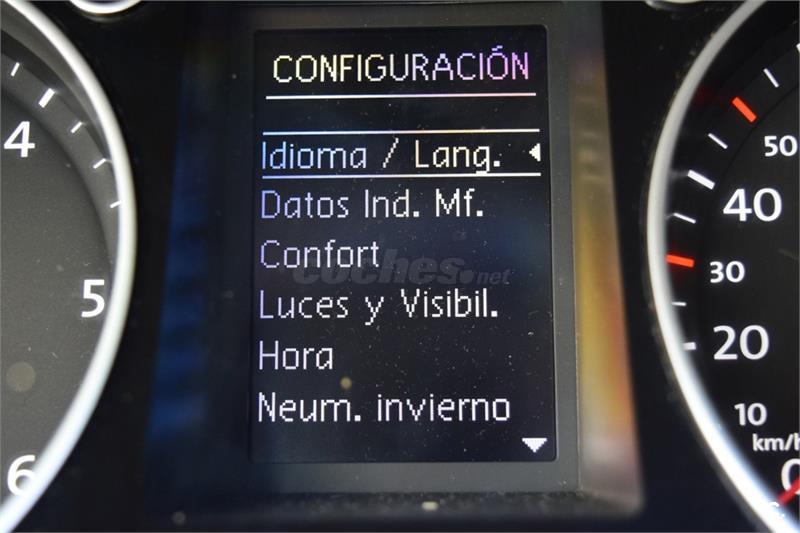 CONFIGURACIÓN
Idioma / Lang.
Datos Ind. Mf.
Confort
coches.net
Luces y Visibil.
Hora
Neum. invierno
4
5
6
50
40
30
20
10
km/h
0